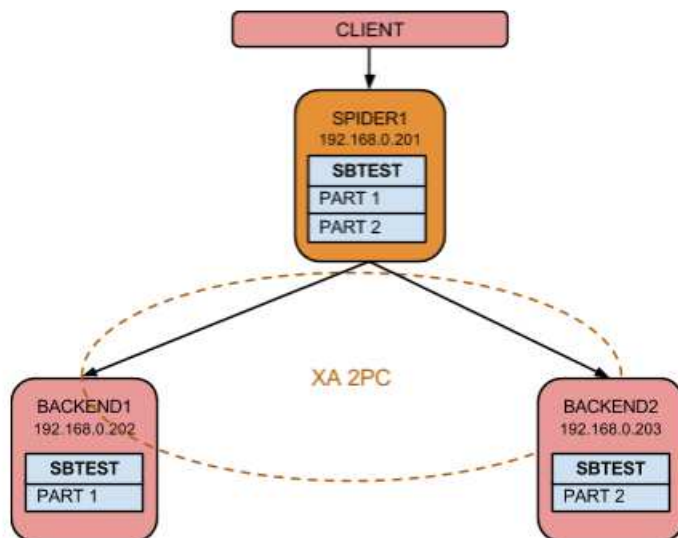 CLIENT
SPIDER1
192.168.0.201
SBTEST
PART 1
PART 2
XA 2PC
BACKEND1
192.168.0.202
SBTEST
PART 1
BACKEND2
192.168.0.203
SBTEST
PART 2